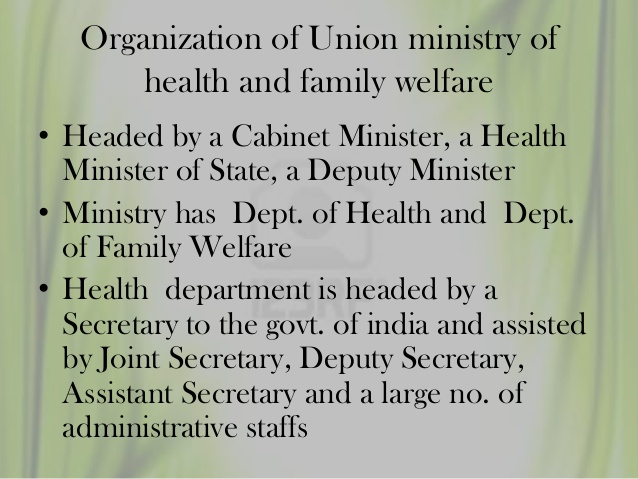 Organization of Union ministry of
health and family welfare
• Headed by a Cabinet Minister, a Health
Minister of State, a Deputy Minister
• Ministry has Dept. of Health and Dept.
of Family Welfare
• Health department is headed by a
Secretary to the govt. of india and assisted
by Joint Secretary, Deputy Secretary,
Assistant Secretary and a large no. of
administrative staffs